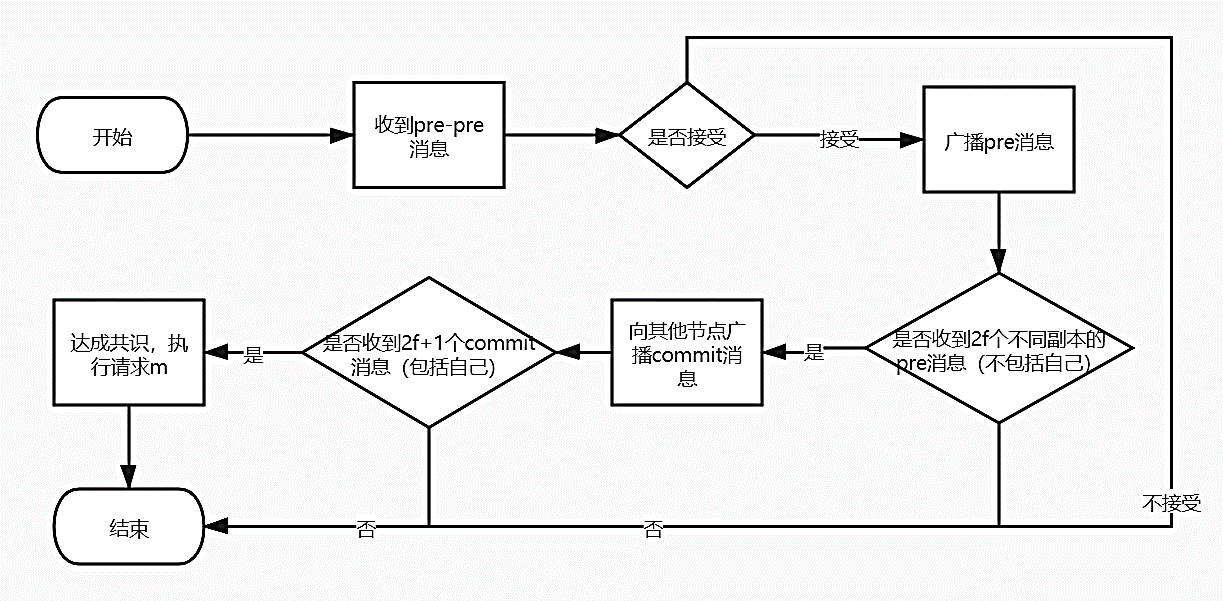 开始
收到pre-pre
消息
是否接受
接受
广播pre消息
是否收到2f个不同副本的
pre消息（不包括自己）
是
向其他节点广
播commit消
息
是否收到2f+1个commit
消息（包括自己）
是
达成共识，执
行请求m
结束
否
否
不接受